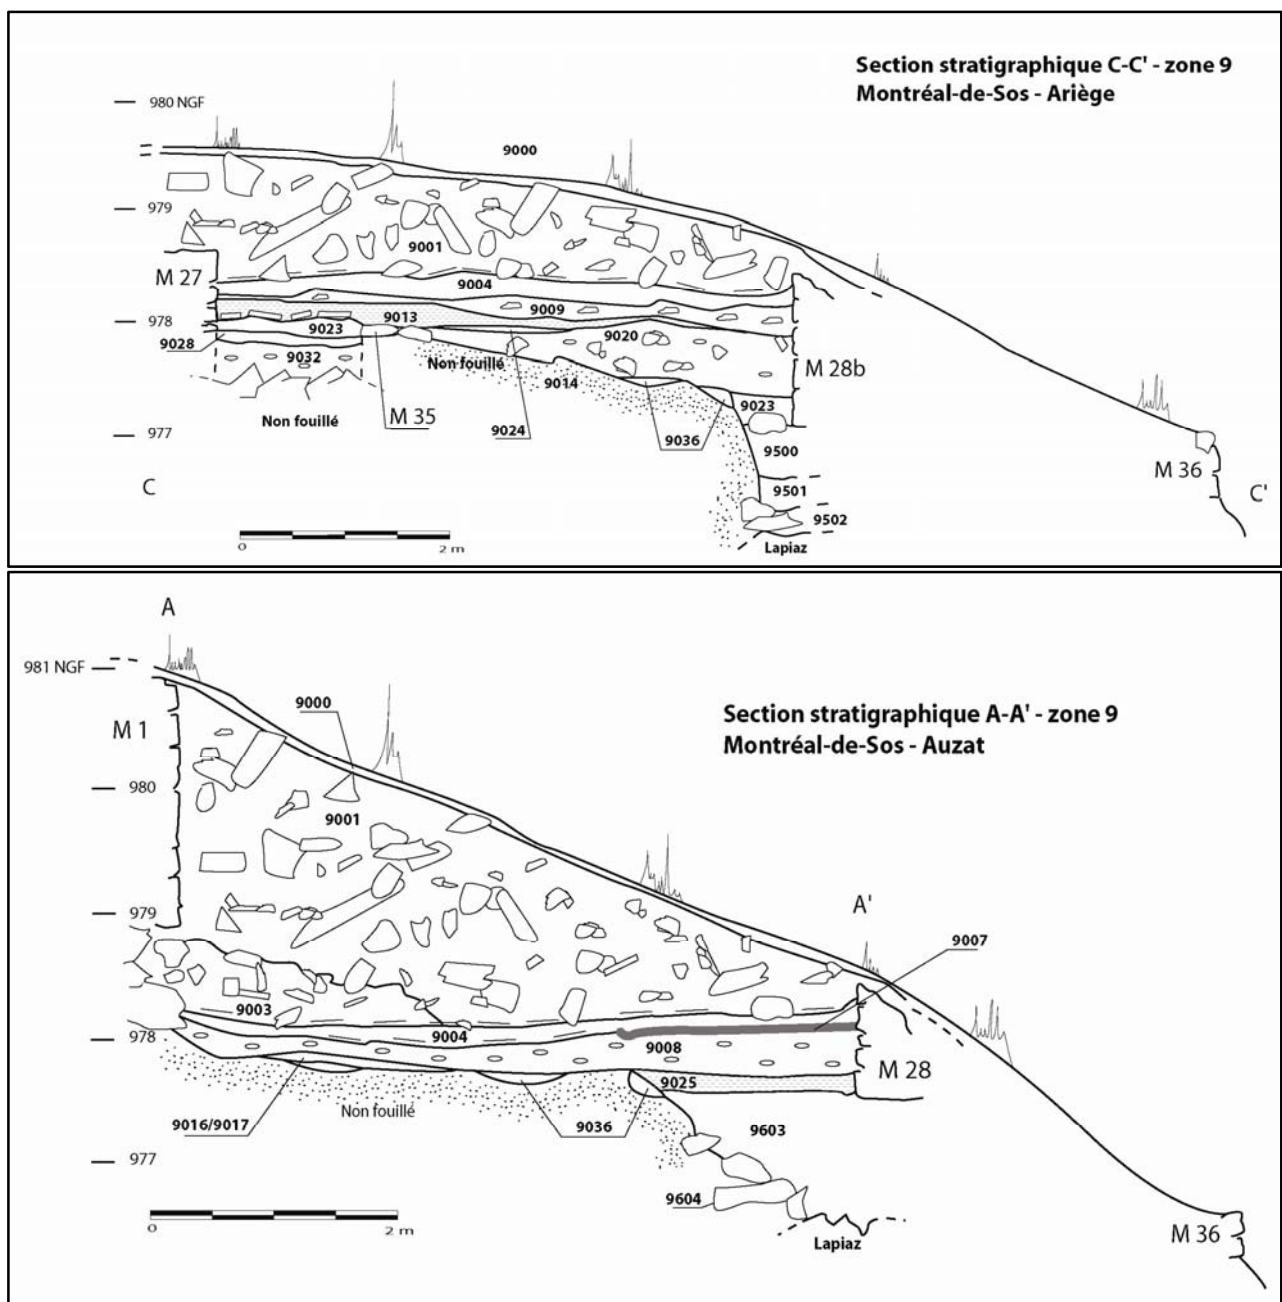 Section stratigraphique C-C' - zone 9
Montréal-de-Sos - Ariège
980 NGF
9000
979
9001
M 27
9004
9009
978
9013
9023
9020
9028
9032
Non fouillé
9014
M 28b
9023
Non fouillé
M 35
9024
9036
977
9500
M 36
C
9501
C'
9502
0
2 m
Lapiaz
A
981 NGF
9000
M 1
Section stratigraphique A-A' - zone 9
Montréal-de-Sos - Auzat
980
9001
979
A'
9007
9003
978
9004
9008
M 28
9025
Non fouillé
9016/9017
9036
9603
977
9604
0
2 m
Lapiaz
M 36